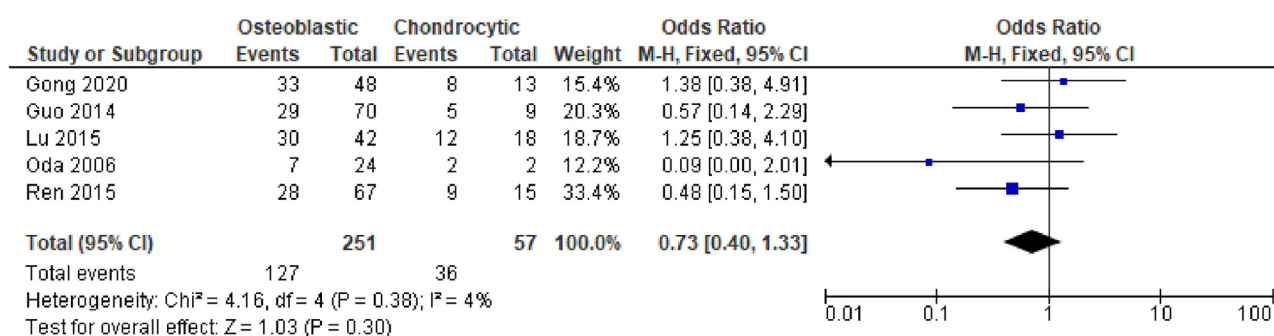 Osteoblastic Chondrocytic Odds Ratio Odds Ratio
Study or Subgroup Events Total Events Total Weight M-H, Fixed, 95% CI M-H, Fixed, 95% CI
Gong 2020 33 48 8 13 15.4% 1.38 [0.38, 4.91]
Guo 2014 29 70 5 9 20.3% 0.57 [0.14, 2.29]
Lu 2015 30 42 12 18 18.7% 1.25 [0.38, 4.10]
Oda 2006 7 24 2 2 12.2% 0.09 [0.00, 2.01]
Ren 2015 28 67 9 15 33.4% 0.48 [0.15, 1.50]
Total (95% CI) 251 57 100.0% 0.73 [0.40, 1.33]
Total events 127 36
Heterogeneity: Chi² = 4.16, df = 4 (P = 0.38); I² = 4%
Test for overall effect: Z = 1.03 (P = 0.30)
0.01 0.1 1 10 100